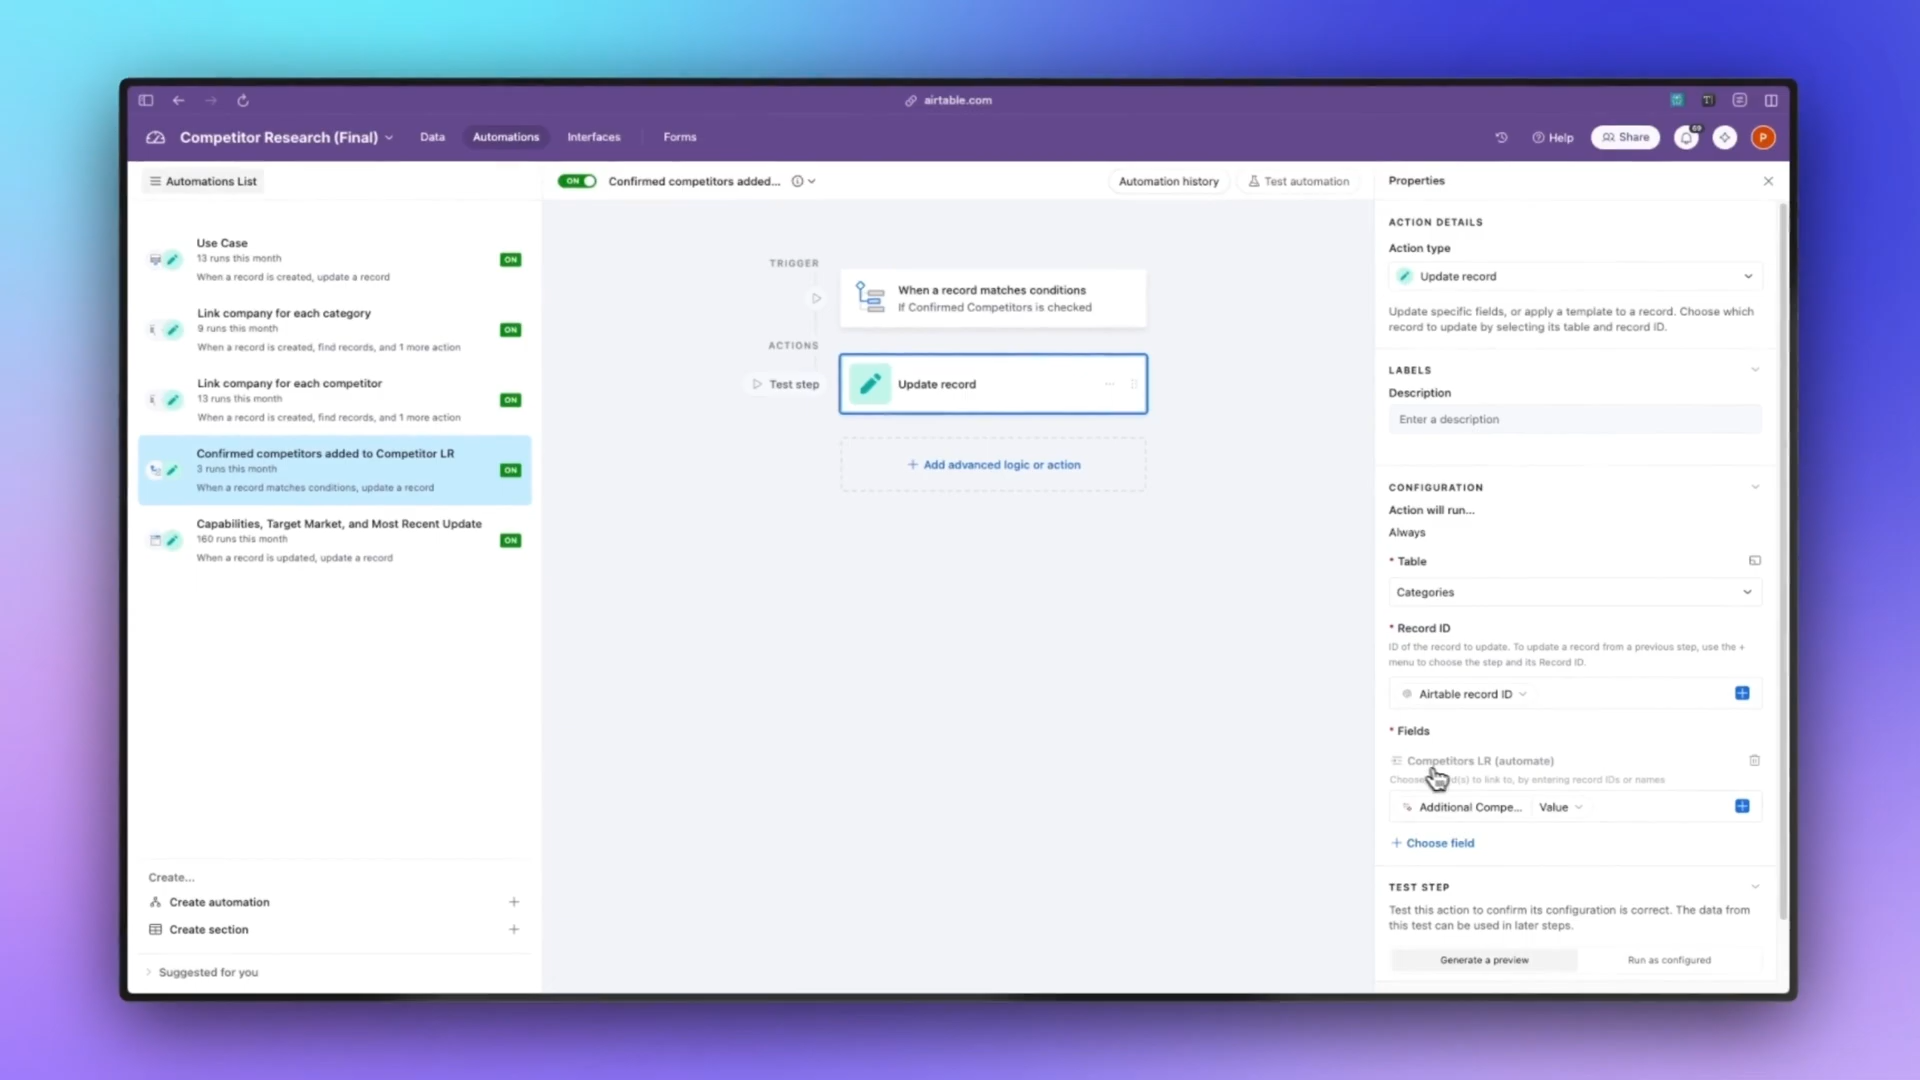 airtable.com
Competitor Research (Final)
Data
Automations
Interfaces
Forms
Help
Share
P
Automations List
Use Case
13 runs this month
When a record is created, update a record
ON
Link company for each category
9 runs this month
When a record is created, find records, and 1 more action
ON
Link company for each competitor
13 runs this month
When a record is created, find records, and 1 more action
ON
Confirmed competitors added to Competitor LR
3 runs this month
When a record matches conditions, update a record
ON
Capabilities, Target Market, and Most Recent Update
160 runs this month
When a record is updated, update a record
ON
Create...
Create automation
Create section
Suggested for you
ON
Confirmed competitors added...
Automation history
Test automation
TRIGGER
When a record matches conditions
If Confirmed Competitors is checked
ACTIONS
Test step
Update record
Add advanced logic or action
Properties
ACTION DETAILS
Action type
Update record
Update specific fields, or apply a template to a record. Choose which
record to update by selecting its table and record ID.
LABELS
Description
Enter a description
CONFIGURATION
Action will run...
Always
* Table
Categories
* Record ID
ID of the record to update. To update a record from a previous step, use the +
menu to choose the step and its Record ID.
Airtable record ID
* Fields
Competitors LR (automate)
(s) to link to, by entering record IDs or names
Additional Compe...
Value
+ Choose field
TEST STEP
Test this action to confirm its configuration is correct. The data from
this test can be used in later steps.
Generate a preview
Run as configured